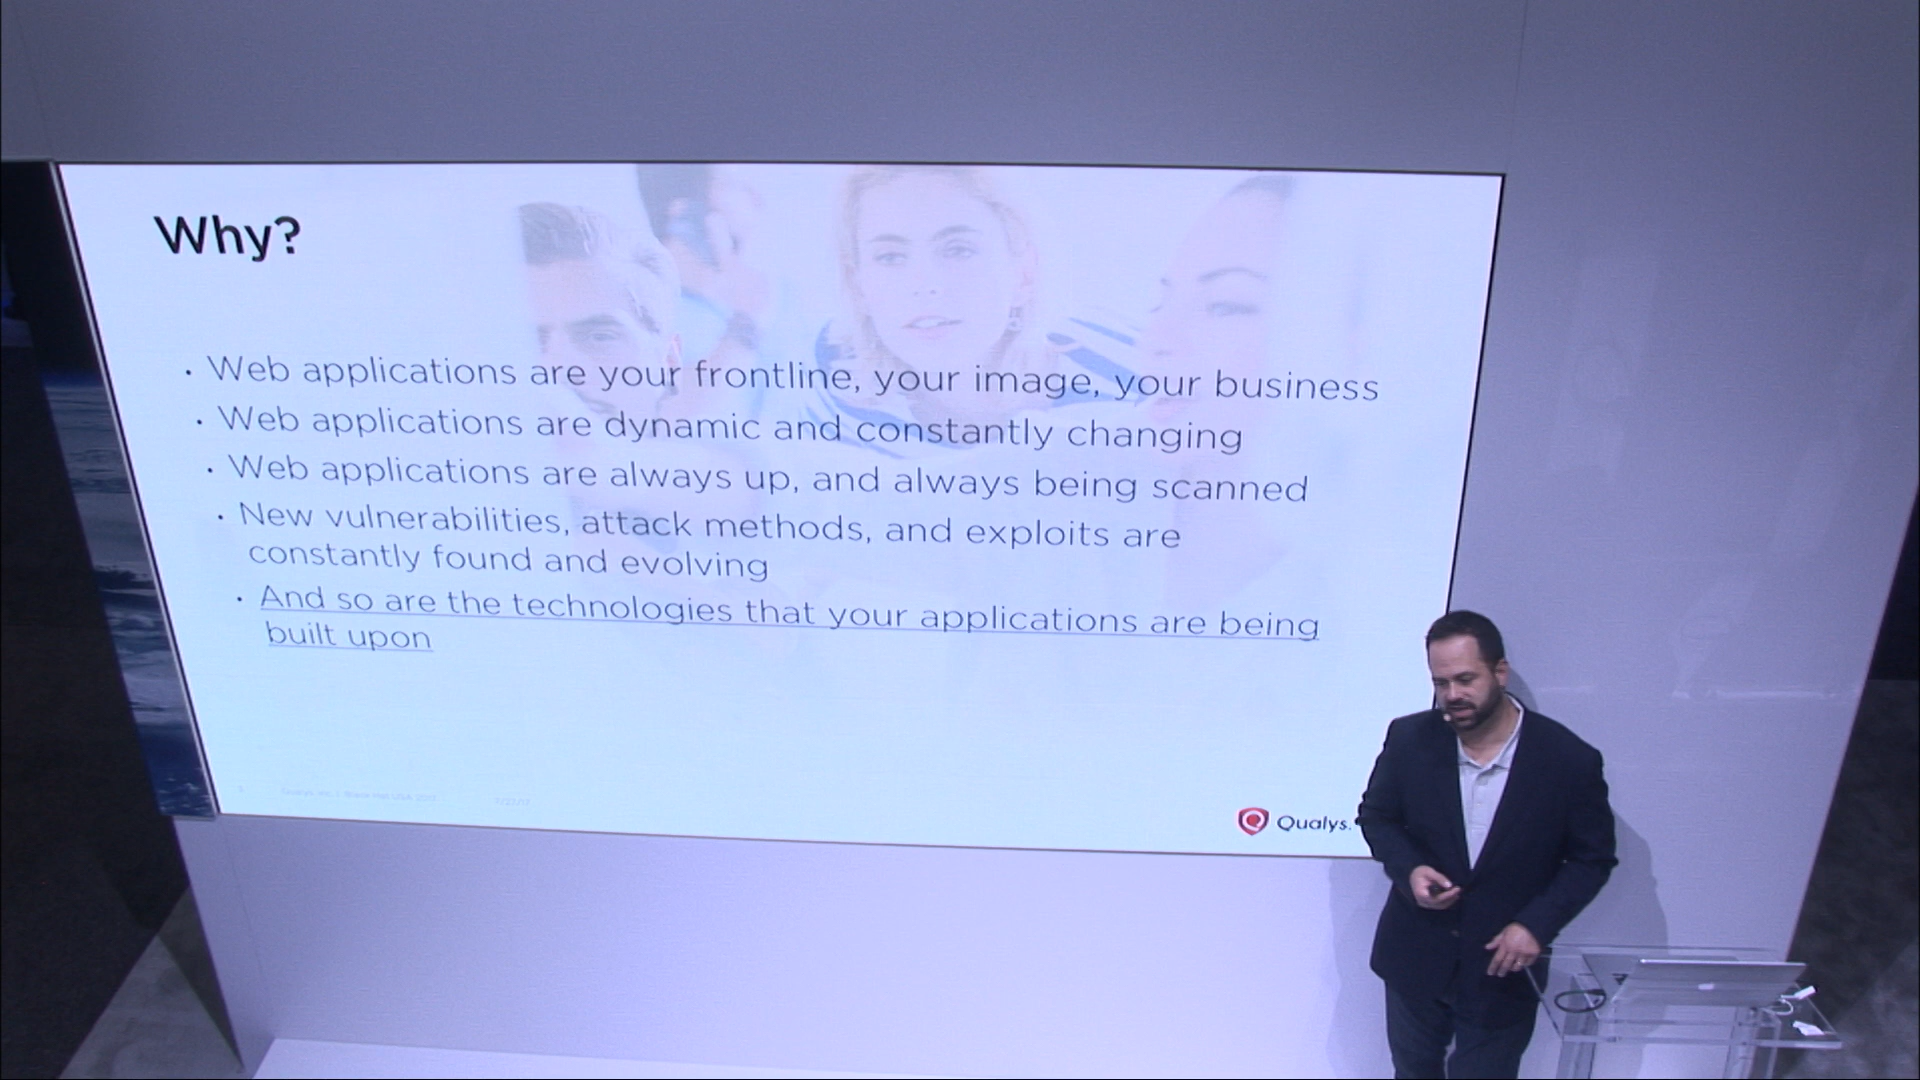 Why?
· Web applications are your frontline, your image, your business
· Web applications are dynamic and constantly changing
· Web applications are always up, and always being scanned
· New vulnerabilities, attack methods, and exploits are
constantly found and evolving
· And so are the technologies that your applications are being
built upon
Qualys.